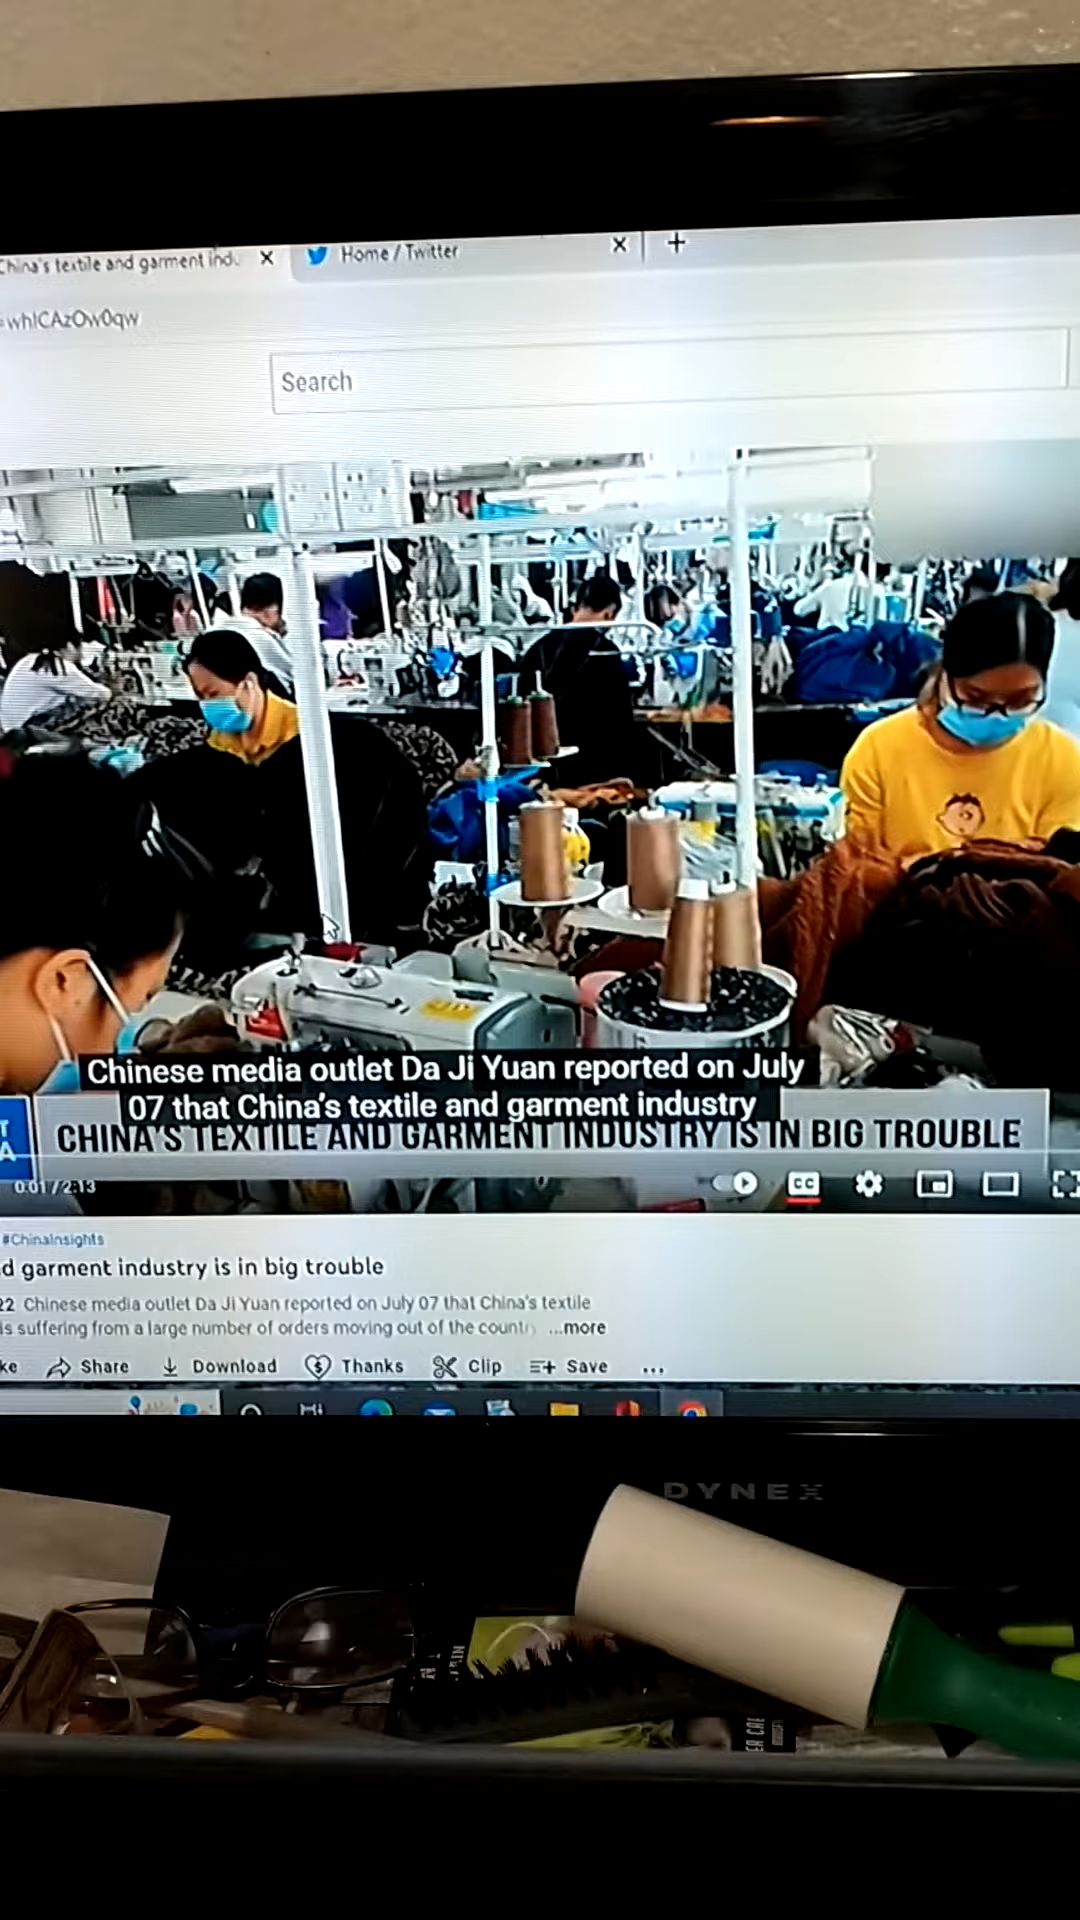 China's textile and garment indu
Home / Twitter
=whICAzOw0qw
Search
Chinese media outlet Da Ji Yuan reported on July
07 that China's textile and garment industry
T
A
CHINA'S TEXTILE AND GARMENT INDUSTRY IS IN BIG TROUBLE
0:01 / 2:13
CC
#ChinaInsights
d garment industry is in big trouble
22 Chinese media outlet Da Ji Yuan reported on July 07 that China's textile
is suffering from a large number of orders moving out of the country ...more
ke Share Download Thanks Clip Save ...
DYNEX